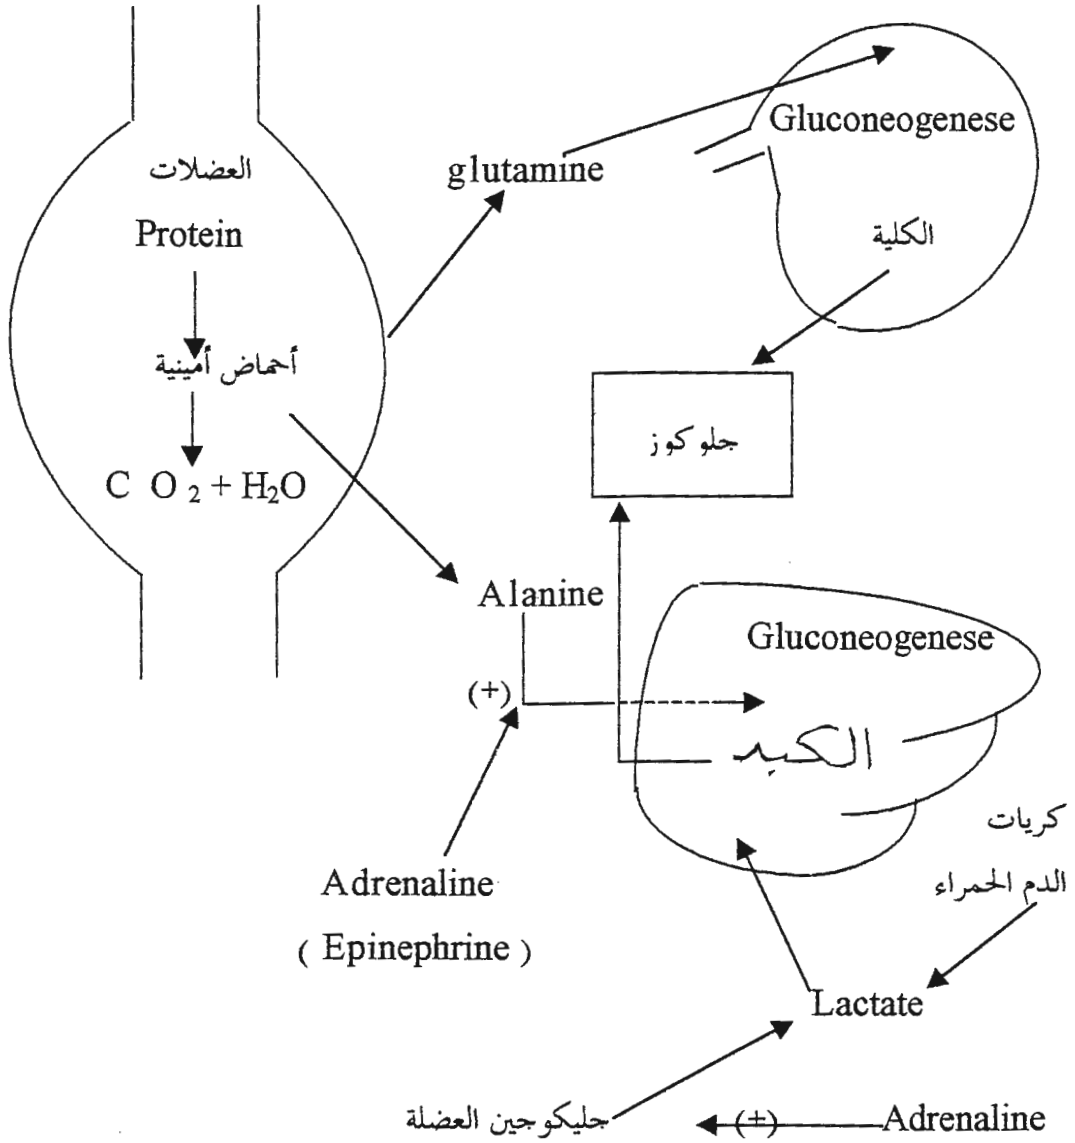 العضلات
Protein
أحماض أمينية
C O2 + H2O
glutamine
Gluconeogenese
الكلية
جلوكوز
Alanine
(+)
Gluconeogenese
الكبد
Adrenaline
( Epinephrine )
كريات
الدم الحمراء
Lactate
جليكوجين العضلة
(+)
Adrenaline